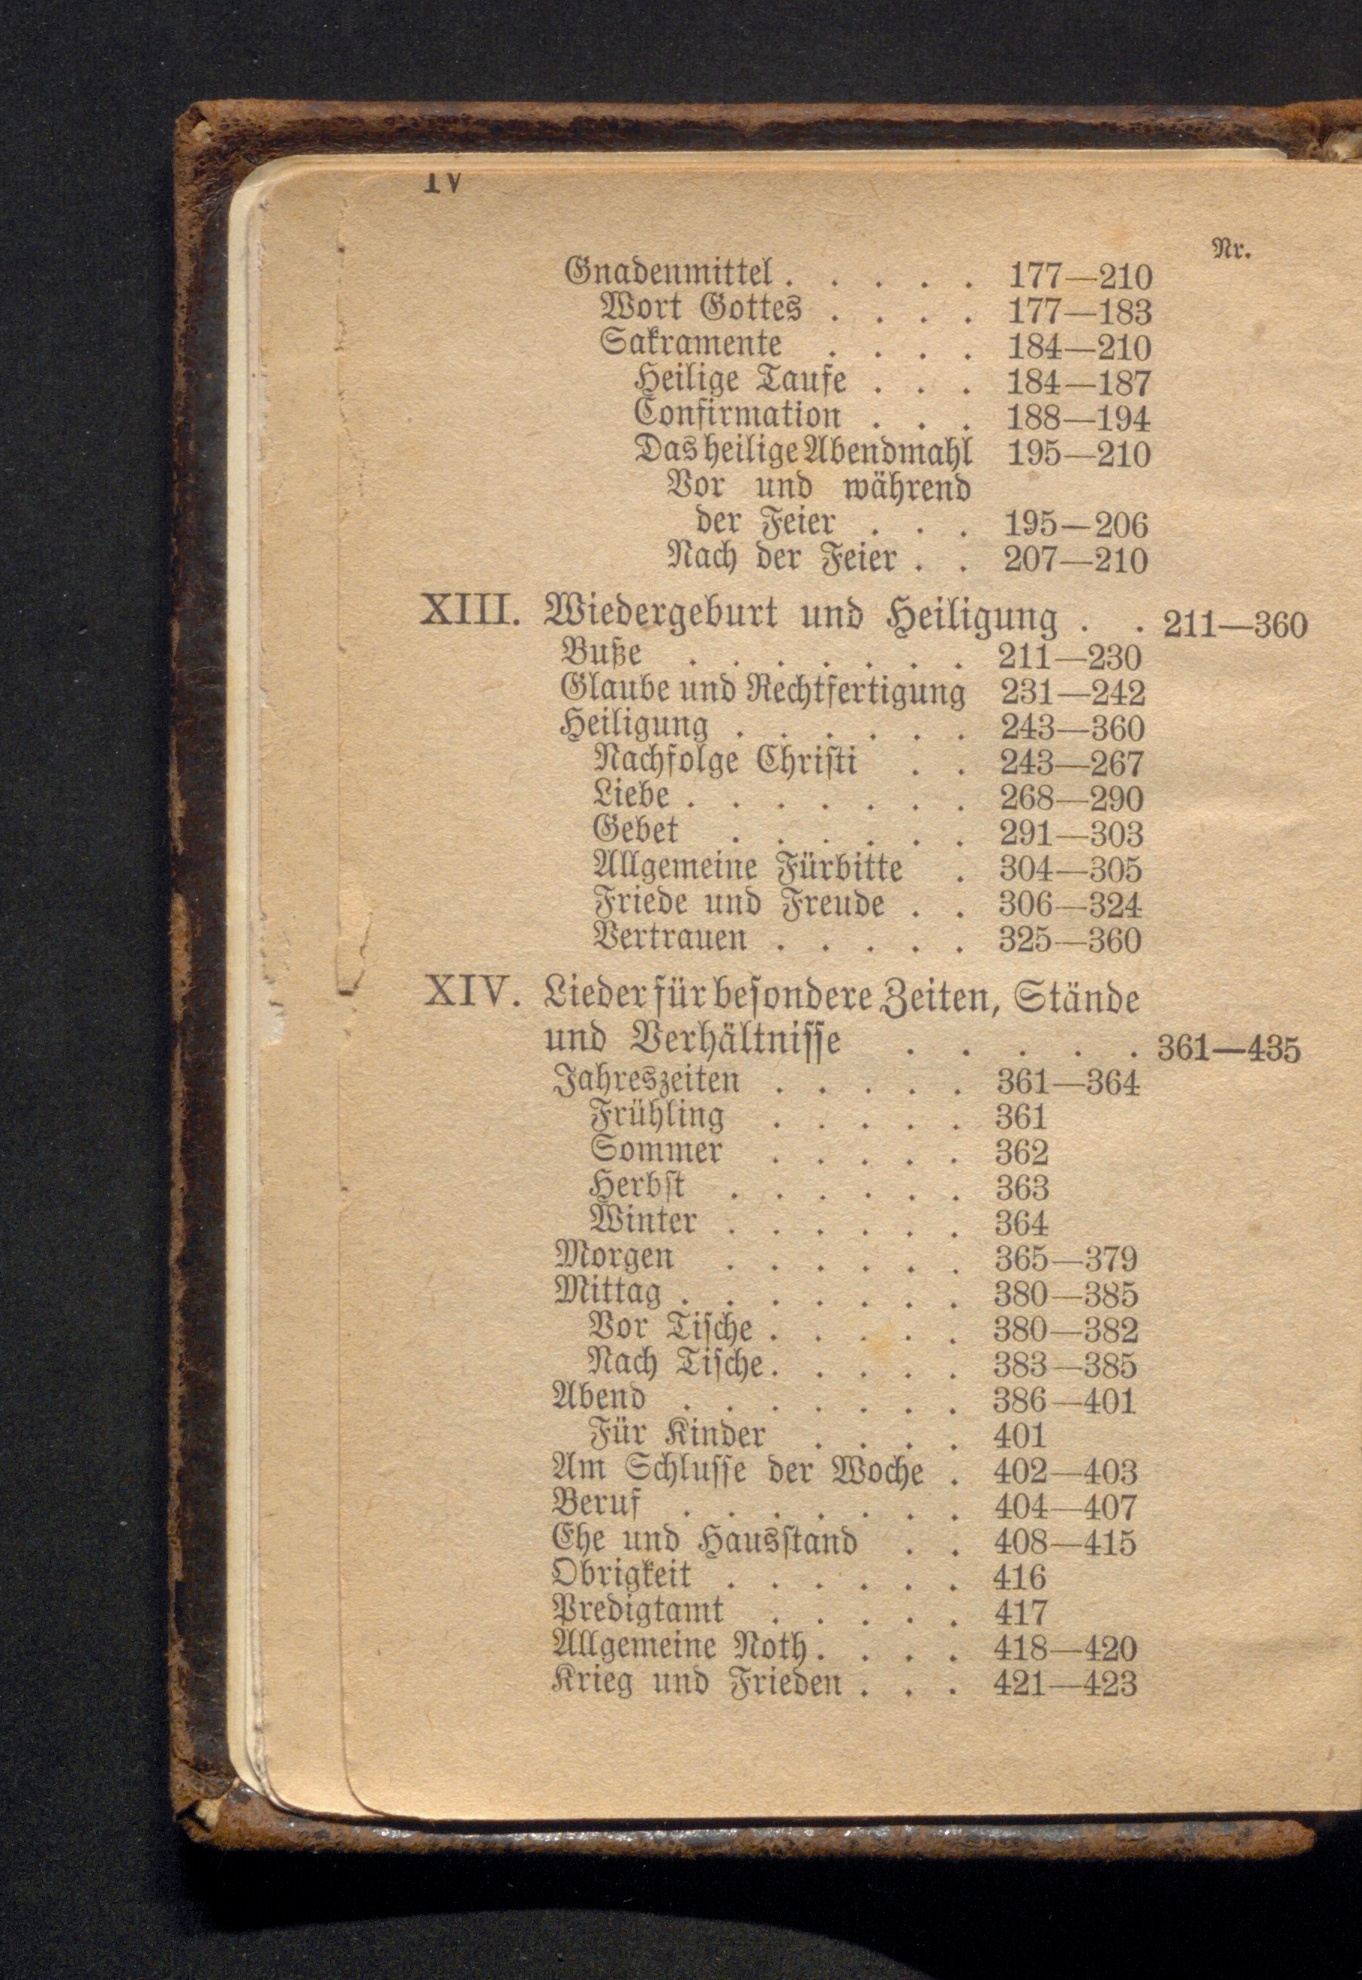 IV
Nr.
Gnadenmittel . . . . . 177—210
Wort Gottes . . . . 177—183
Sakramente . . . . 184—210
Heilige Taufe . . . 184—187
Confirmation . . . 188—194
Das heilige Abendmahl 195—210
Vor und während
der Feier . . . 195—206
Nach der Feier . . 207—210
XIII. Wiedergeburt und Heiligung . . 211—360
Buße . . . . . . . 211—230
Glaube und Rechtfertigung 231—242
Heiligung . . . . . . 243—360
Nachfolge Chriſti . . 243—267
Liebe . . . . . . . 268—290
Gebet . . . . . . 291—303
Allgemeine Fürbitte . 304—305
Friede und Freude . . 306—324
Vertrauen . . . . . 325—360
XIV. Lieder für beſondere Zeiten, Stände
und Verhältniſſe . . . . . 361—435
Jahreszeiten . . . . . 361—364
Frühling . . . . . 361
Sommer . . . . . 362
Herbſt . . . . . . 363
Winter . . . . . . 364
Morgen . . . . . . 365—379
Mittag . . . . . . . 380—385
Vor Tiſche . . . . . 380—382
Nach Tiſche . . . . . 383—385
Abend . . . . . . . 386—401
Für Kinder . . . . 401
Am Schluſſe der Woche . 402—403
Beruf . . . . . . . 404—407
Ehe und Hausſtand . . 408—415
Obrigkeit . . . . . . 416
Predigtamt . . . . . 417
Allgemeine Noth . . . . 418—420
Krieg und Frieden . . . 421—423